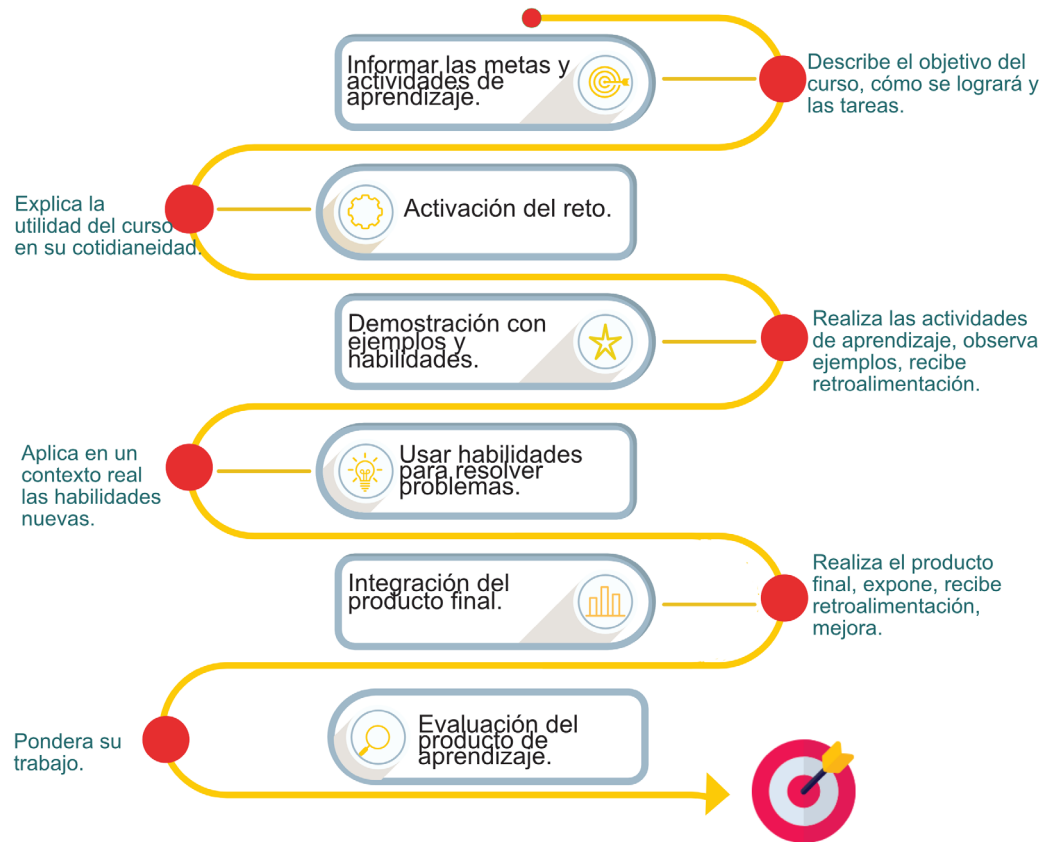 Informar las metas y
actividades de
aprendizaje.
Describe el objetivo del
curso, cómo se logrará y
las tareas.
Explica la
utilidad del curso
en su cotidianeidad.
Activación del reto.
Demostración con
ejemplos y
habilidades.
Realiza las actividades
de aprendizaje, observa
ejemplos, recibe
retroalimentación.
Aplica en un
contexto real
las habilidades
nuevas.
Usar habilidades
para resolver
problemas.
Integración del
producto final.
Realiza el producto
final, expone, recibe
retroalimentación,
mejora.
Pondera su
trabajo.
Evaluación del
producto de
aprendizaje.